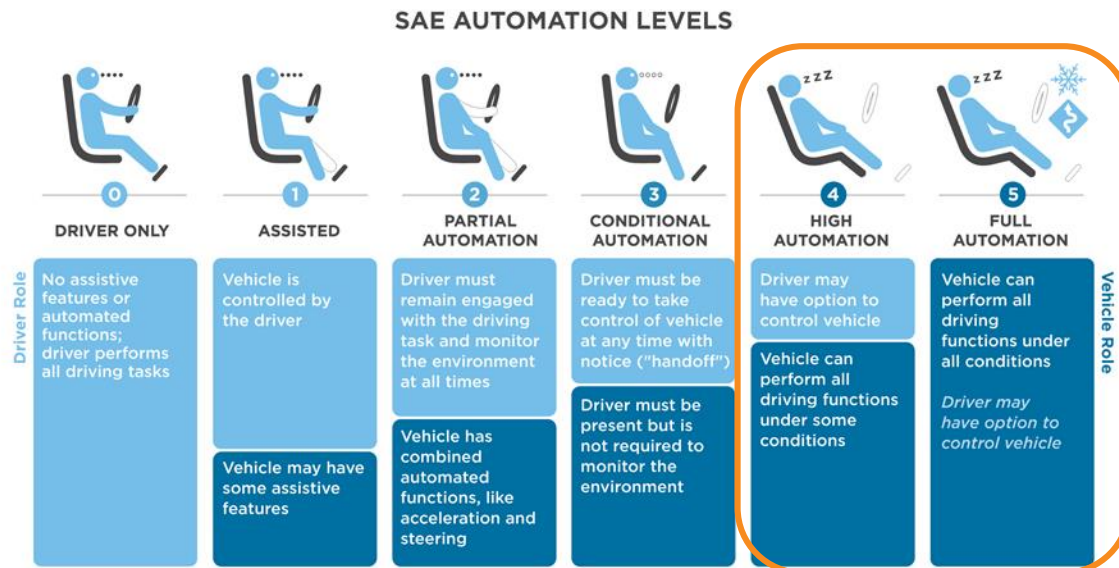 SAE AUTOMATION LEVELS
zzz
zzz
0
DRIVER ONLY
1
ASSISTED
2
PARTIAL
AUTOMATION
3
CONDITIONAL
AUTOMATION
4
HIGH
AUTOMATION
5
FULL
AUTOMATION
Driver Role
No assistive
features or
automated
functions;
driver performs
all driving tasks
Vehicle is
controlled by
the driver
Vehicle may have
some assistive
features
Driver must
remain engaged
with the driving
task and monitor
the environment
at all times
Vehicle has
combined
automated
functions, like
acceleration and
steering
Driver must be
ready to take
control of vehicle
at any time with
notice ("handoff")
Driver must be
present but is
not required to
monitor the
environment
Driver may
have option to
control vehicle
Vehicle can
perform all
driving functions
under some
conditions
Vehicle can
perform all
driving
functions under
all conditions
Driver may
have option to
control vehicle
Vehicle Role